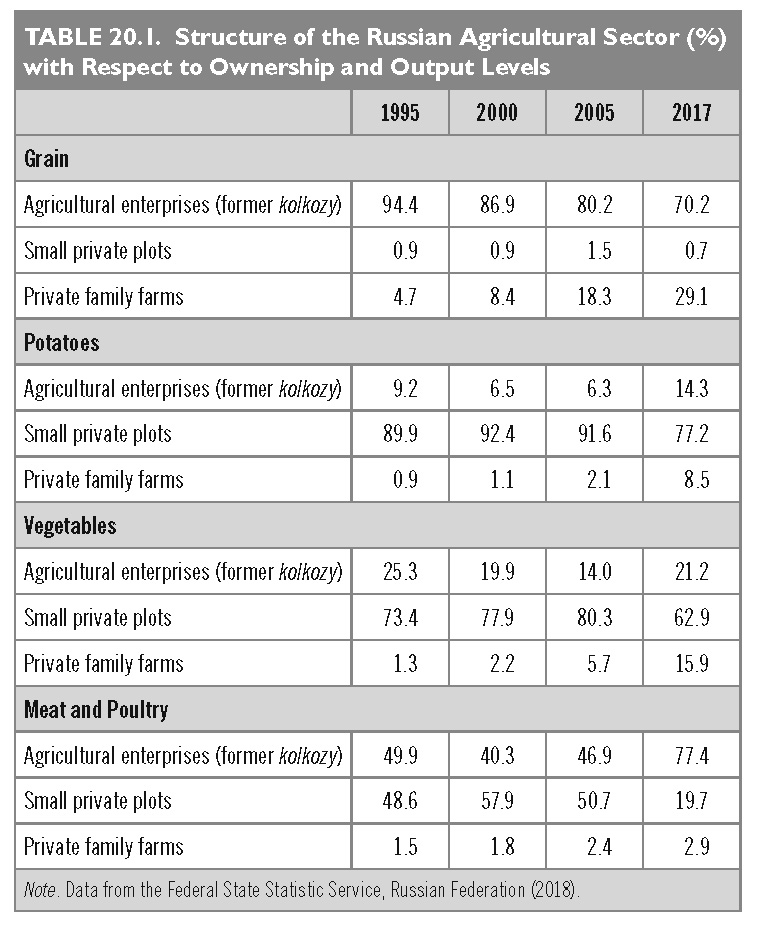 TABLE 20.1. Structure of the Russian Agricultural Sector (%)
with Respect to Ownership and Output Levels
1995 2000 2005 2017
Grain
Agricultural enterprises (former kolkozy) 94.4 86.9 80.2 70.2
Small private plots 0.9 0.9 1.5 0.7
Private family farms 4.7 8.4 18.3 29.1
Potatoes
Agricultural enterprises (former kolkozy) 9.2 6.5 6.3 14.3
Small private plots 89.9 92.4 91.6 77.2
Private family farms 0.9 1.1 2.1 8.5
Vegetables
Agricultural enterprises (former kolkozy) 25.3 19.9 14.0 21.2
Small private plots 73.4 77.9 80.3 62.9
Private family farms 1.3 2.2 5.7 15.9
Meat and Poultry
Agricultural enterprises (former kolkozy) 49.9 40.3 46.9 77.4
Small private plots 48.6 57.9 50.7 19.7
Private family farms 1.5 1.8 2.4 2.9
Note. Data from the Federal State Statistic Service, Russian Federation (2018).